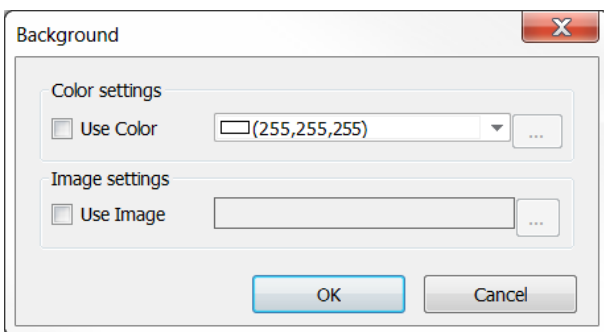 Background
X
Color settings
Use Color (255,255,255) ...
Image settings
Use Image ...
OK Cancel